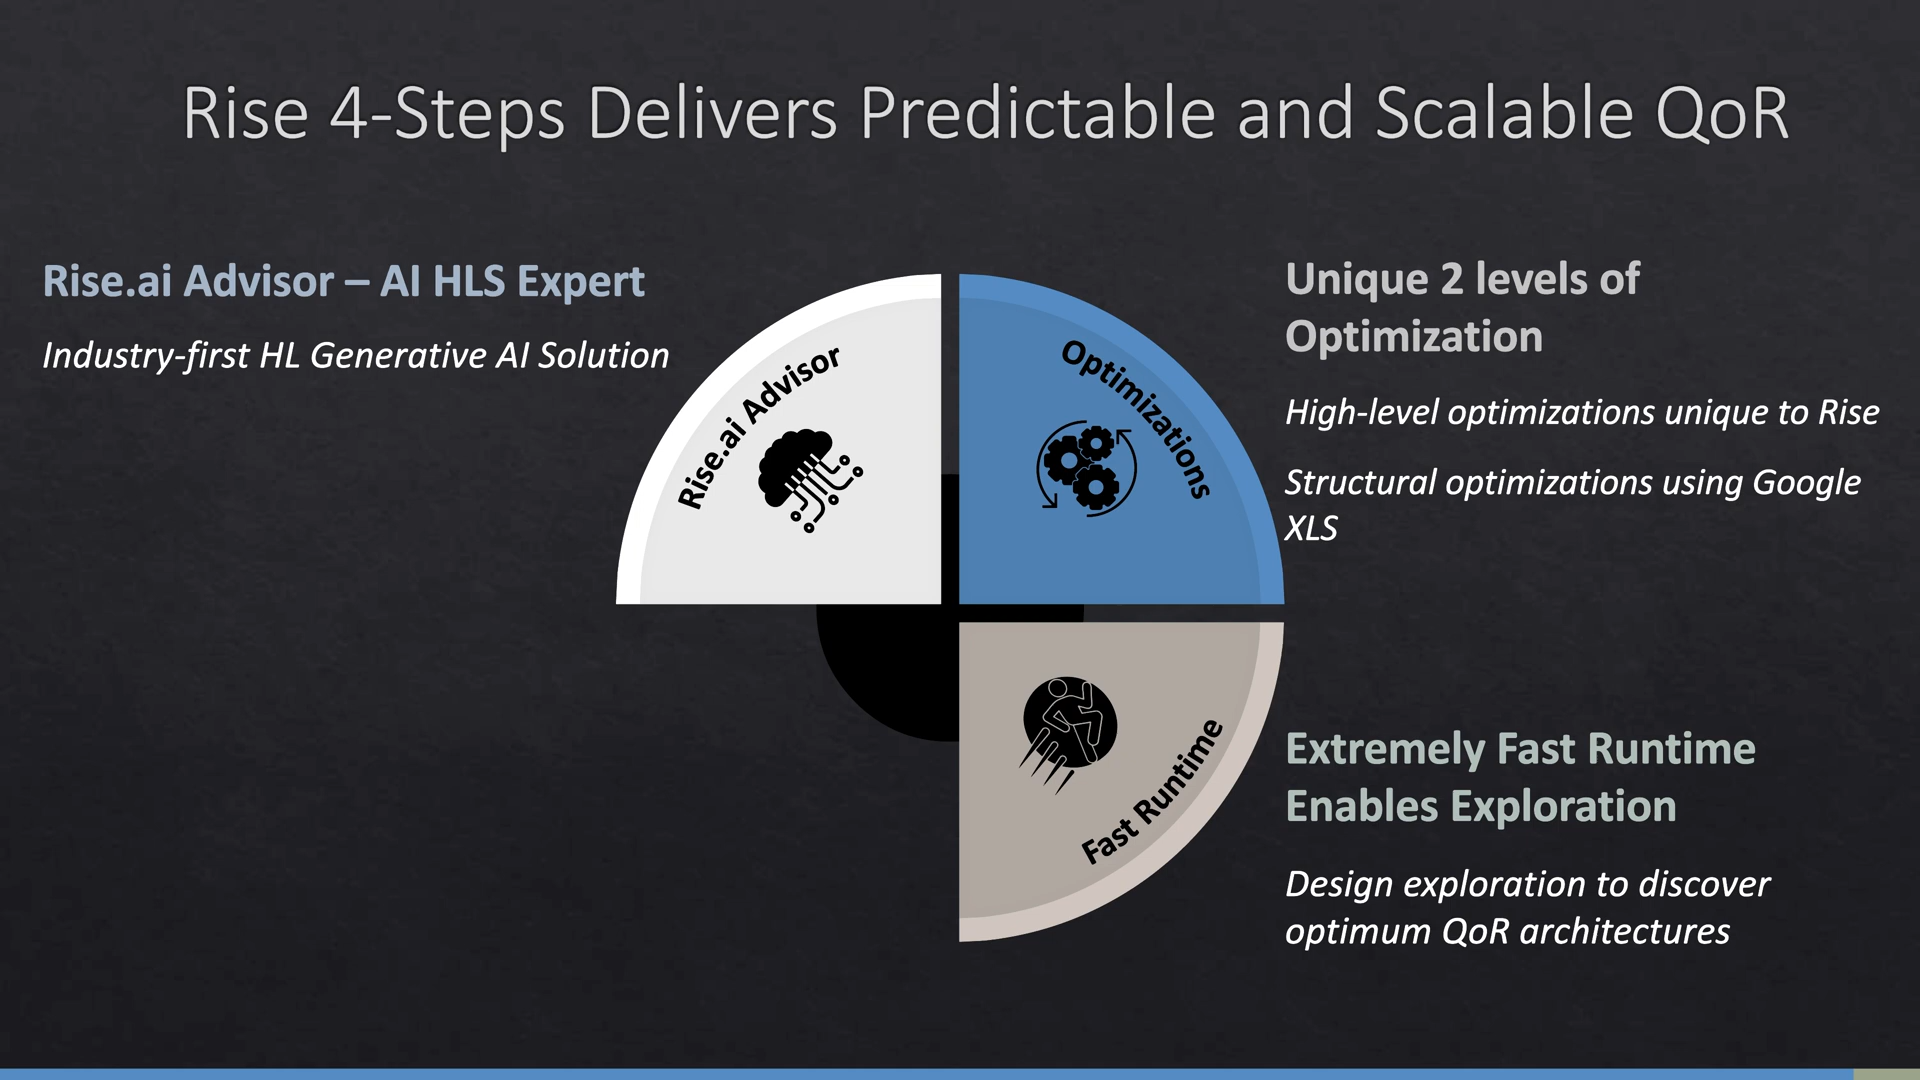 Rise 4-Steps Delivers Predictable and Scalable QoR
Rise.ai Advisor – AI HLS Expert
Industry-first HL Generative AI Solution
Rise.ai Advisor
Optimizations
Unique 2 levels of
Optimization
High-level optimizations unique to Rise
Structural optimizations using Google
XLS
Fast Runtime
Extremely Fast Runtime
Enables Exploration
Design exploration to discover
optimum QoR architectures